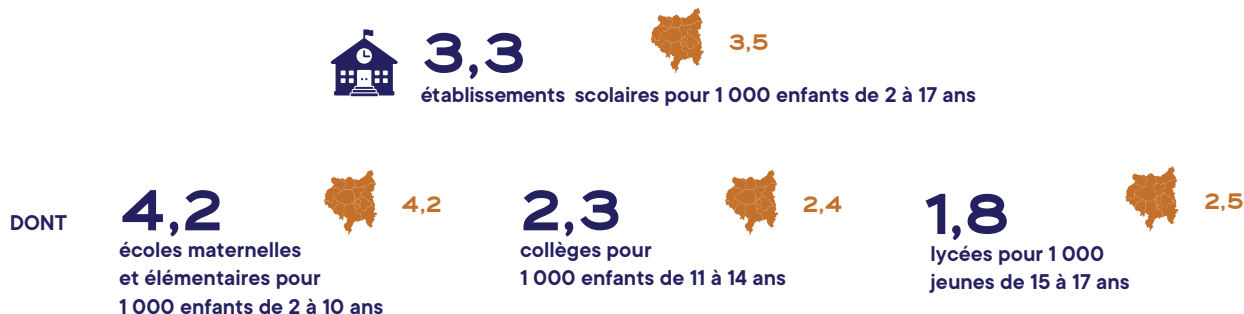 3,3
3,5
établissements scolaires pour 1 000 enfants de 2 à 17 ans
DONT
4,2
4,2
écoles maternelles
et élémentaires pour
1 000 enfants de 2 à 10 ans
2,3
2,4
collèges pour
1 000 enfants de 11 à 14 ans
1,8
2,5
lycées pour 1 000
jeunes de 15 à 17 ans